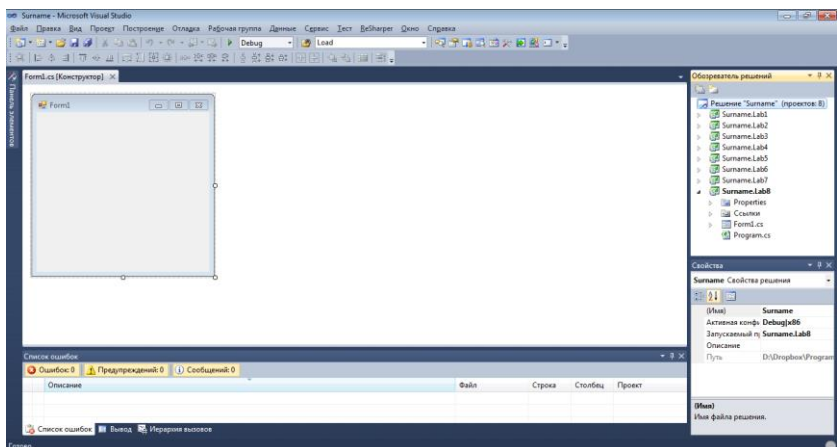 Surname - Microsoft Visual Studio
Файл Правка Вид Проект Построение Отладка Рабочая группа Данные Сервис Тест ReSharper Окно Справка
Debug Load
Form1.cs [Конструктор]
Панель элементов
Form1
Обозреватель решений
Решение "Surname" (проектов: 8)
Surname.Lab1
Surname.Lab2
Surname.Lab3
Surname.Lab4
Surname.Lab5
Surname.Lab6
Surname.Lab7
Surname.Lab8
Properties
Ссылки
Form1.cs
Program.cs
Свойства
Surname Свойства решения
(Имя) Surname
Активная конфи Debug|x86
Запускаемый п Surname.Lab8
Описание
Путь D:\Dropbox\Program
(Имя)
Имя файла решения.
Список ошибок
Ошибок: 0 Предупреждений: 0 Сообщений: 0
Описание Файл Строка Столбец Проект
Список ошибок Вывод Иерархия вызовов
Готово